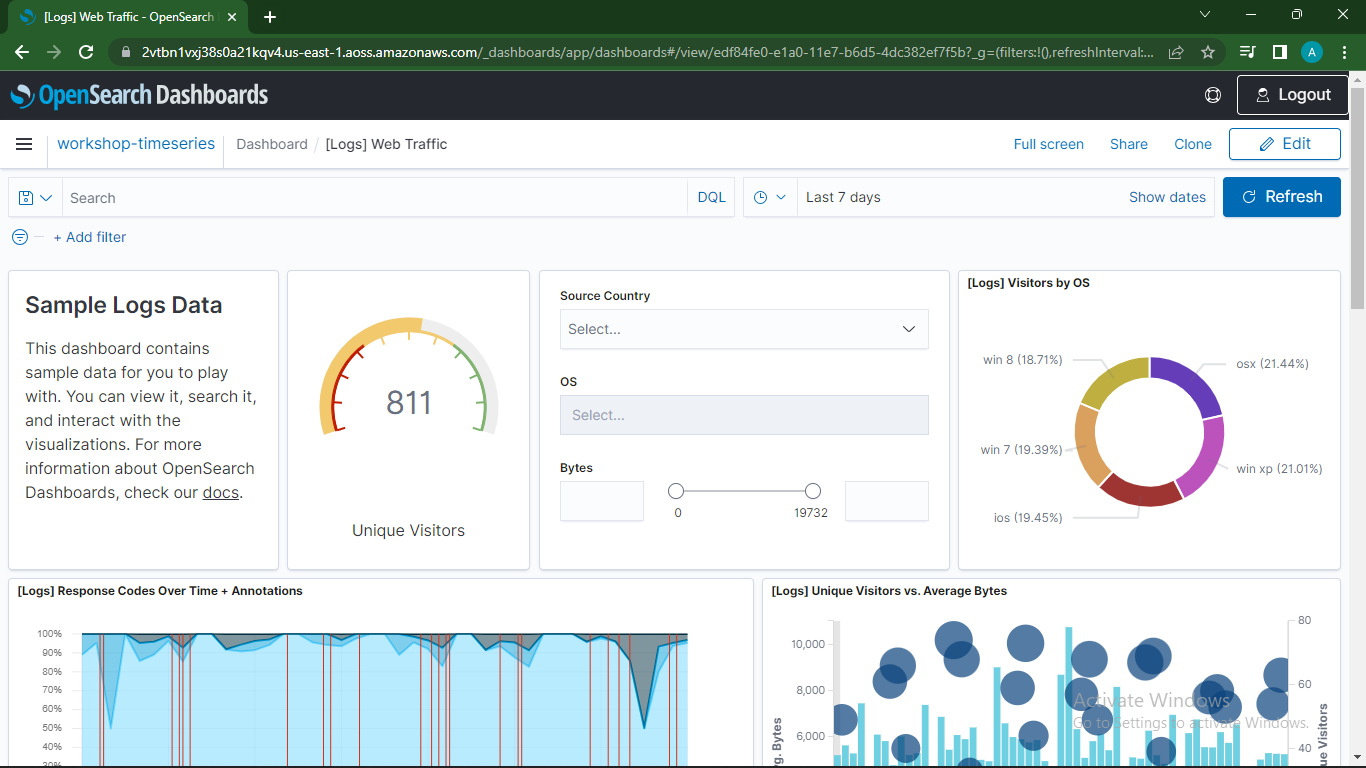 [Logs] Web Traffic - OpenSearch
2vtbn1vxj38s0a21kqv4.us-east-1.aoss.amazonaws.com/_dashboards/app/dashboards#/view/edf84fe0-e1a0-11e7-b6d5-4dc382ef7f5b?_g=(filters:!(),refreshInterval:...
A
OpenSearch Dashboards
Logout
workshop-timeseries
Dashboard / [Logs] Web Traffic
Full screen
Share
Clone
Edit
Search
DQL
Last 7 days
Show dates
Refresh
+ Add filter
Sample Logs Data
This dashboard contains
sample data for you to play
with. You can view it, search it,
and interact with the
visualizations. For more
information about OpenSearch
Dashboards, check our docs.
811
Unique Visitors
Source Country
Select...
OS
Select...
Bytes
0
19732
[Logs] Visitors by OS
win 8 (18.71%)
osx (21.44%)
win 7 (19.39%)
win xp (21.01%)
ios (19.45%)
[Logs] Response Codes Over Time + Annotations
100%
90%
80%
70%
60%
50%
40%
30%
[Logs] Unique Visitors vs. Average Bytes
10,000
8,000
6,000
80
60
40
Activate Windows
Go to Settings to activate Windows.